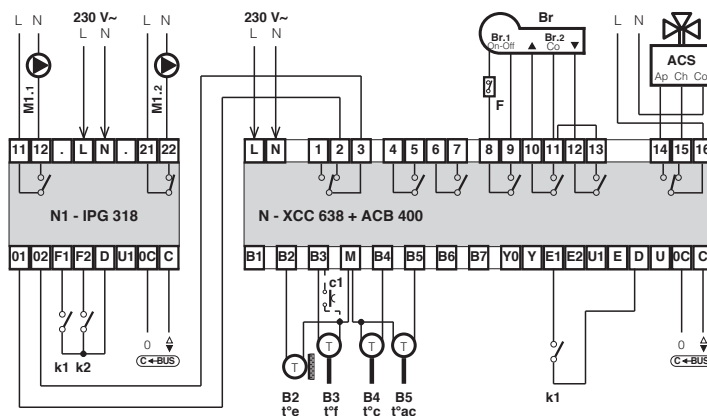 L N 230 V~ L N 230 V~ Br L N
L N L N
Br.1 Br.2
On-Off ▲ Co ▼
ACS
Ap Ch Co
M1.1 M1.2 F
11 12 . L N . 21 22 L N 1 2 3 4 5 6 7 8 9 10 11 12 13 14 15 16
N1 - IPG 318 N - XCC 638 + ACB 400
01 02 F1 F2 D U1 0C C B1 B2 B3 M B4 B5 B6 B7 Y0 Y E1 E2 U1 E D U 0C C
c1
0 T T T T 0
C BUS C BUS
k1 k2 B2 B3 B4 B5 k1
t°e t°f t°c t°ac